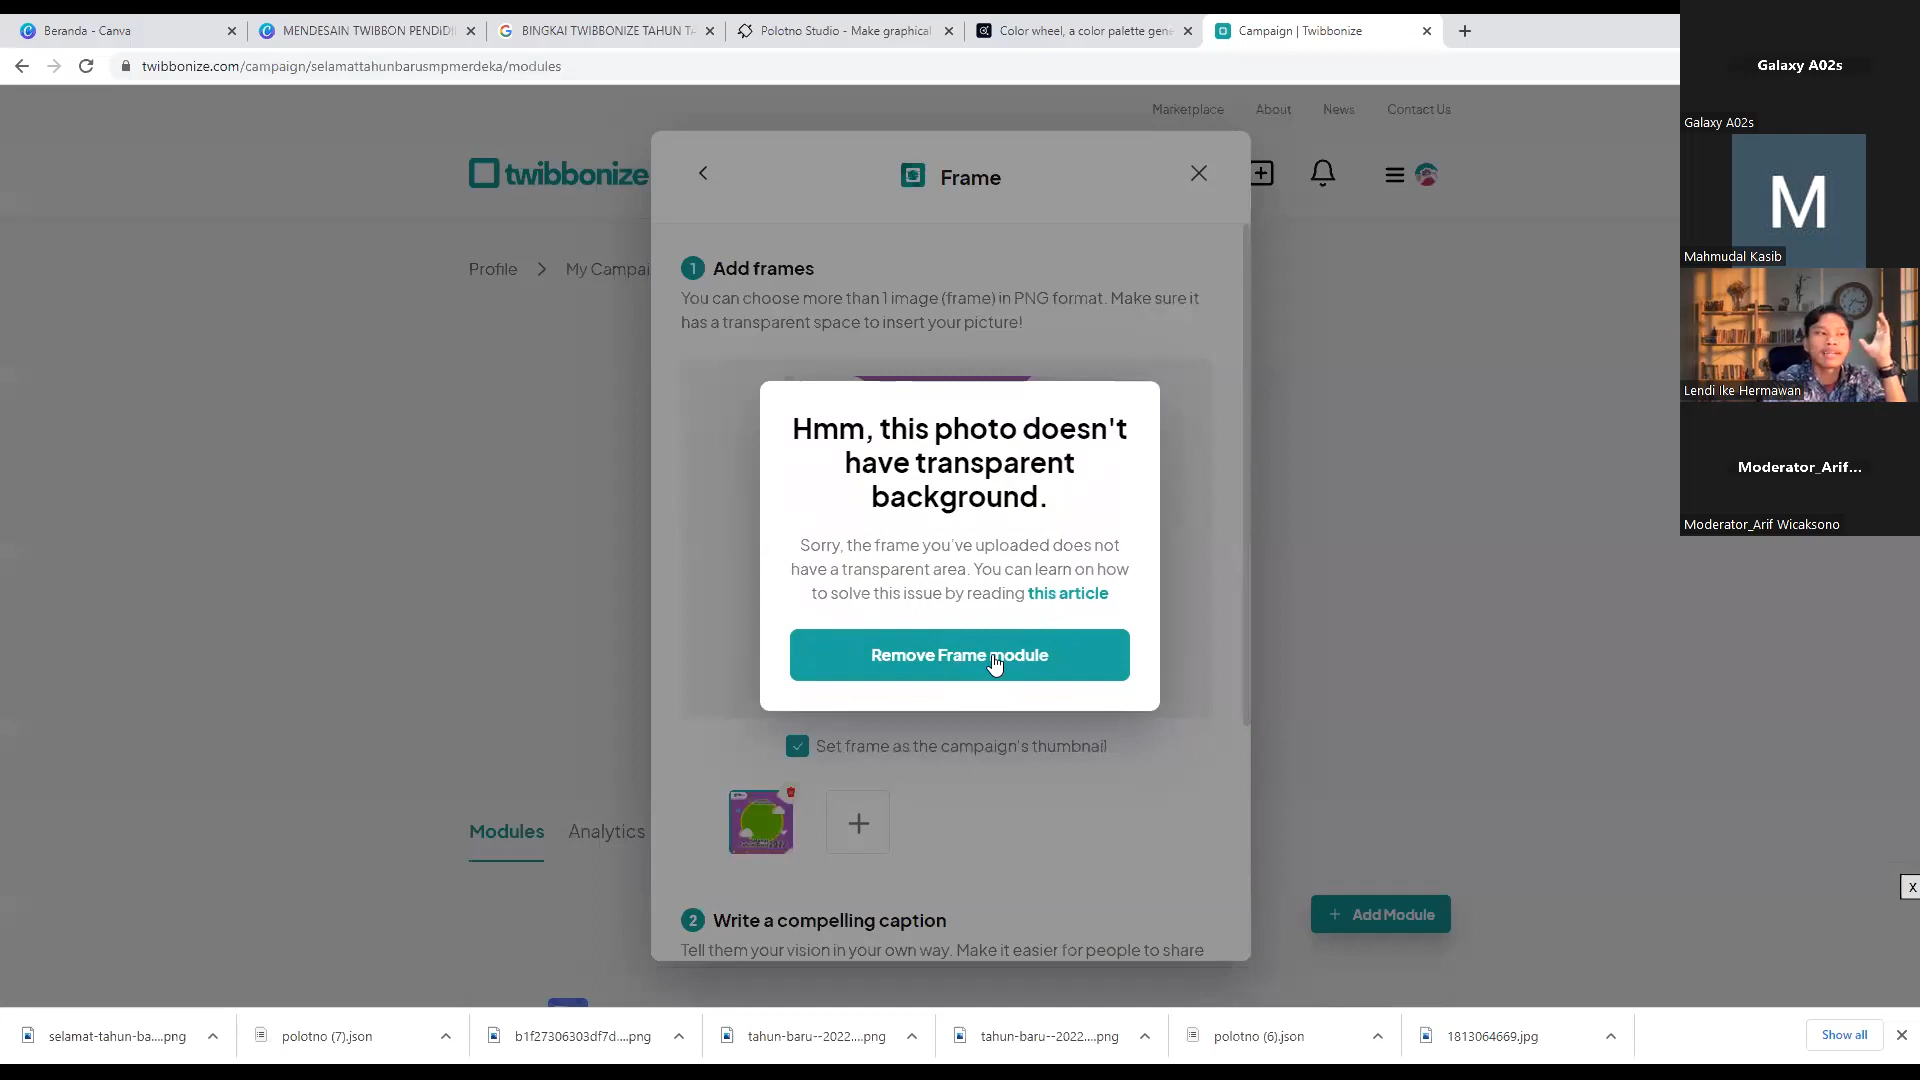 Beranda - Canva
MENDESAIN TWIBBON PENDIDI
BINGKAI TWIBBONIZE TAHUN T
Polotno Studio - Make graphical
Color wheel, a color palette gene
Campaign | Twibbonize
twibbonize.com/campaign/selamattahunbarusmpmerdeka/modules
Marketplace
About
News
Contact Us
twibbonize
Frame
Profile
My Campai
1 Add frames
You can choose more than 1 image (frame) in PNG format. Make sure it
has a transparent space to insert your picture!
Hmm, this photo doesn't
have transparent
background.
Sorry, the frame you've uploaded does not
have a transparent area. You can learn on how
to solve this issue by reading this article
Remove Frame module
Set frame as the campaign's thumbnail
Modules
Analytics
2 Write a compelling caption
Tell them your vision in your own way. Make it easier for people to share
+ Add Module
X
selamat-tahun-ba....png
polotno (7).json
b1f27306303df7d....png
tahun-baru--2022....png
tahun-baru--2022....png
polotno (6).json
1813064669.jpg
Show all
Galaxy A02s
Galaxy A02s
M
Mahmudal Kasib
Lendi Ike Hermawan
Moderator_Arif...
Moderator_Arif Wicaksono